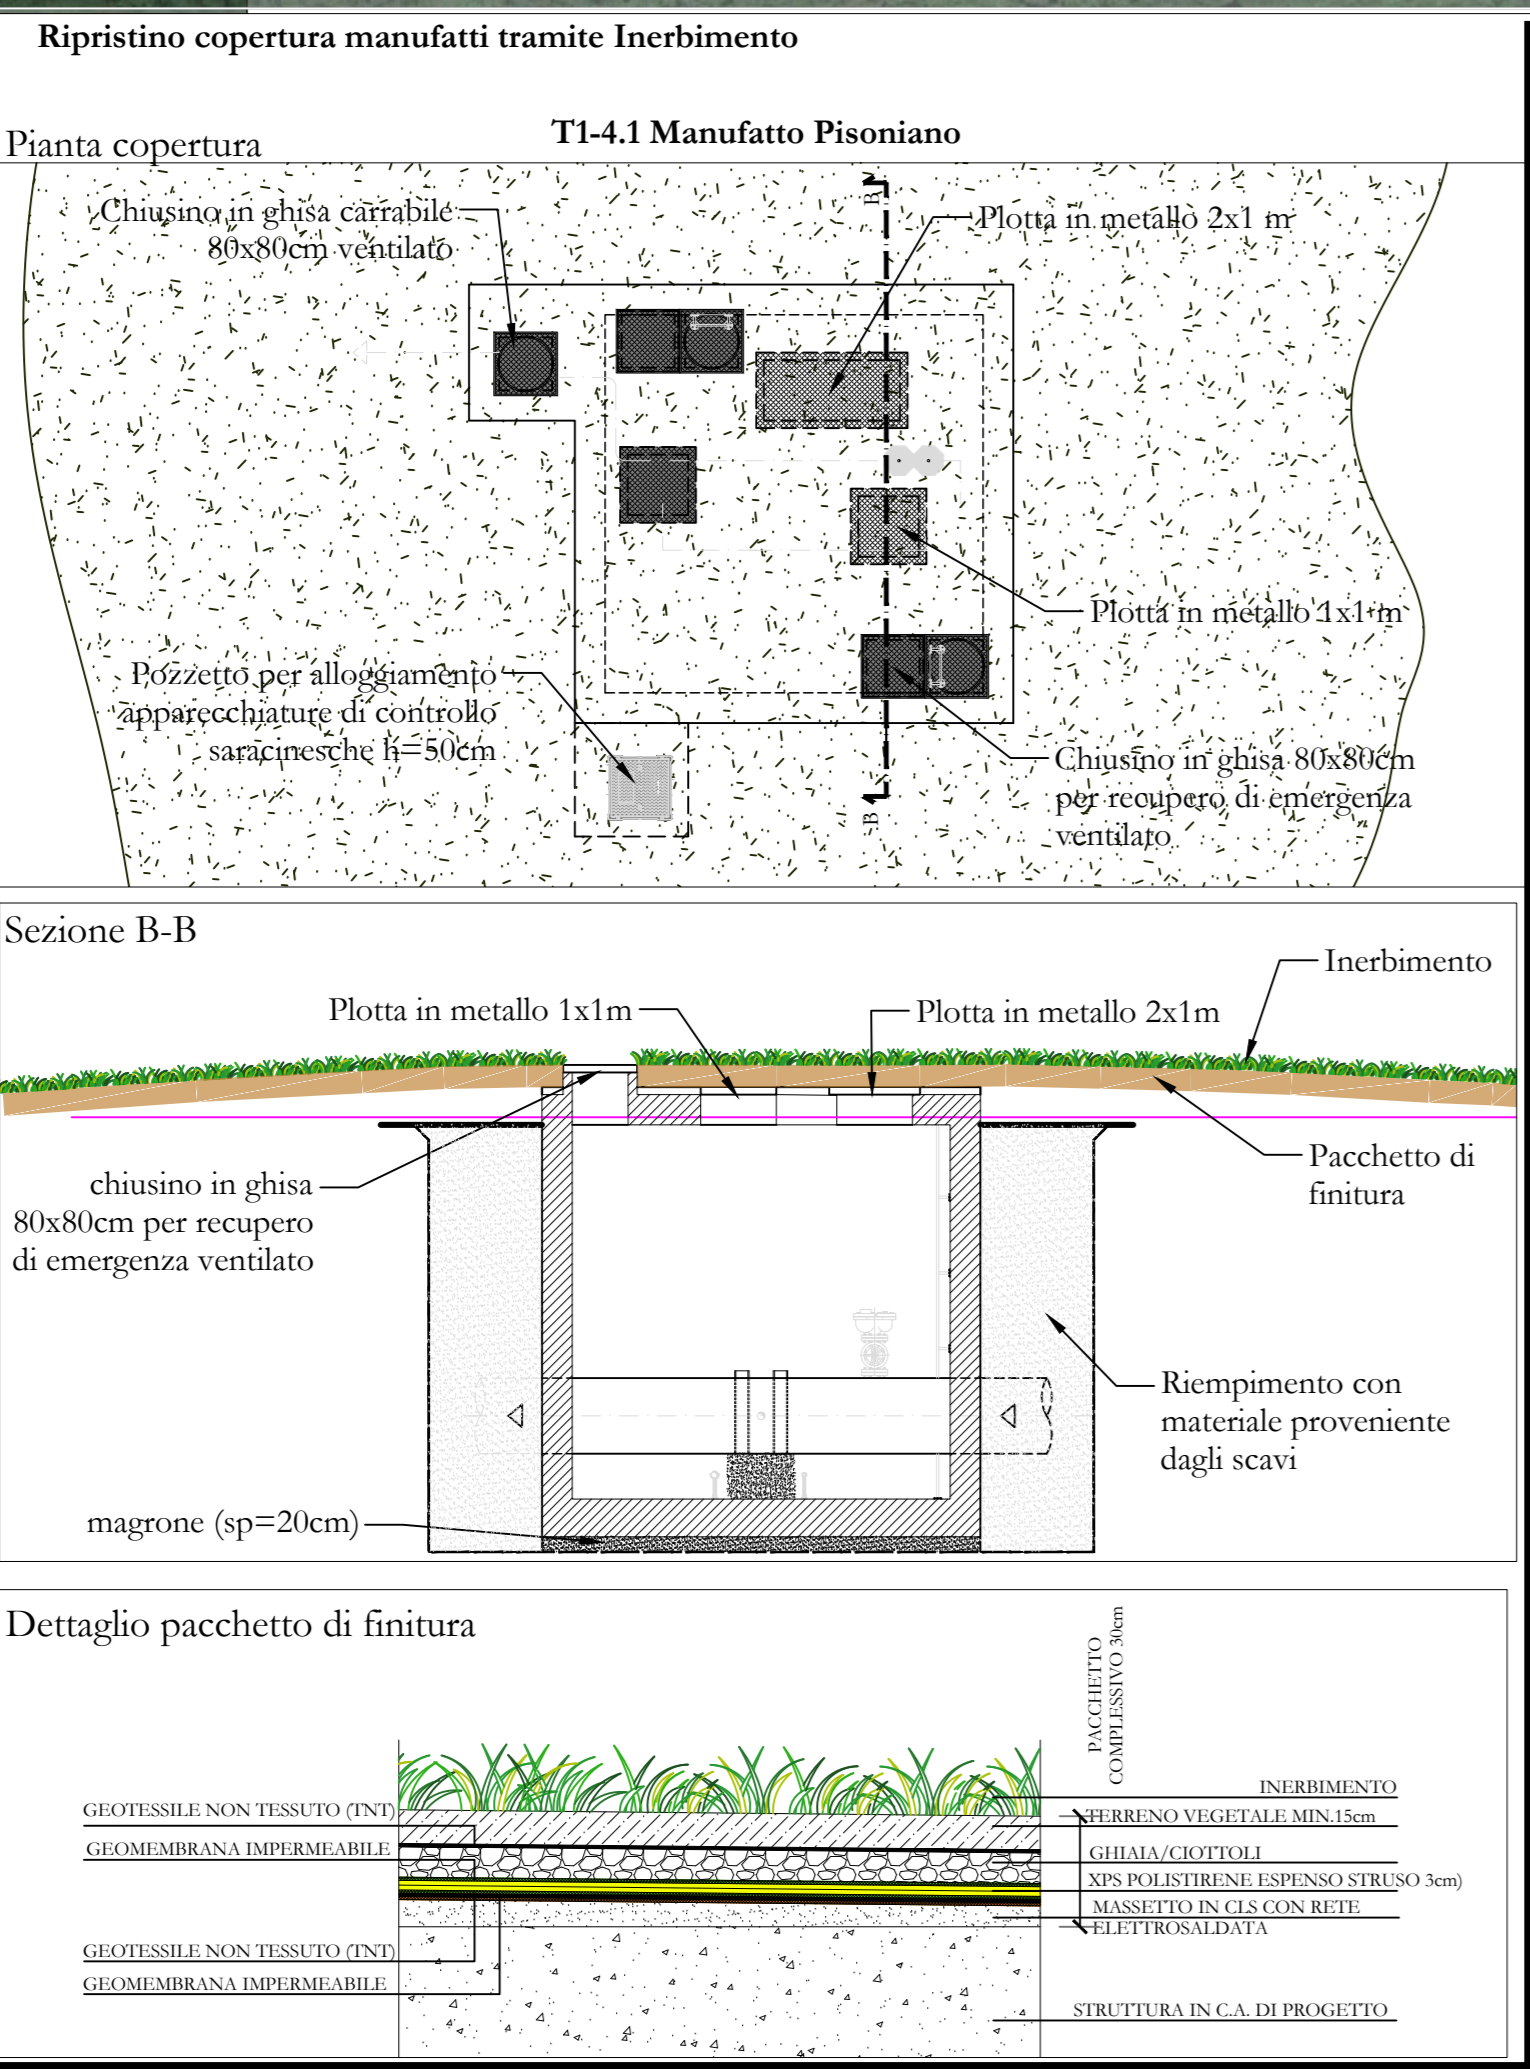 Ripristino copertura manufatti tramite Inerbimento
T1-4.1 Manufatto Pisoniano
Pianta copertura
Chiusino in ghisa carrabile
80x80cm ventilato
B
Plotta in metallo 2x1 m
Plotta in metallo 1x1 m
Pozzetto per alloggiamento
apparecchiature di controllo
saracinesche h=50cm
Chiusino in ghisa 80x80cm
per recupero di emergenza
ventilato
B
Sezione B-B
Inerbimento
Plotta in metallo 1x1m
Plotta in metallo 2x1m
chiusino in ghisa
80x80cm per recupero
di emergenza ventilato
Pacchetto di
finitura
Riempimento con
materiale proveniente
dagli scavi
magrone (sp=20cm)
Dettaglio pacchetto di finitura
PACCHETTO
COMPLESSIVO 30cm
GEOTESSILE NON TESSUTO (TNT)
GEOMEMBRANA IMPERMEABILE
GEOTESSILE NON TESSUTO (TNT)
GEOMEMBRANA IMPERMEABILE
INERBIMENTO
TERRENO VEGETALE MIN.15cm
GHIAIA/CIOTTOLI
XPS POLISTIRENE ESPENSO STRUSO 3cm)
MASSETTO IN CLS CON RETE
ELETTROSALDATA
STRUTTURA IN C.A. DI PROGETTO